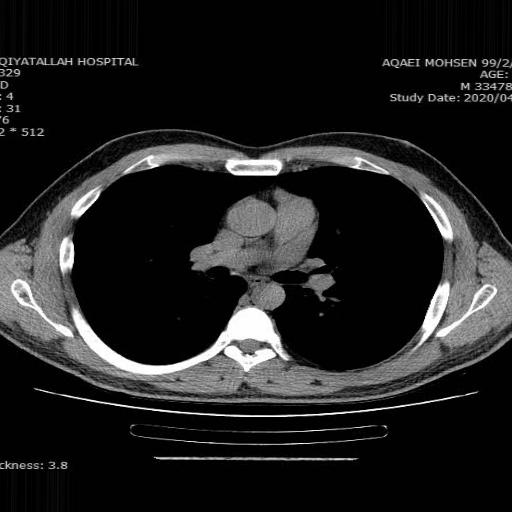 QIYATALLAH HOSPITAL
AQAEI MOHSEN 99/2/
329
AGE:
D
M 33478
: 4
Study Date: 2020/04
: 31
/6
2 * 512
ckness: 3.8